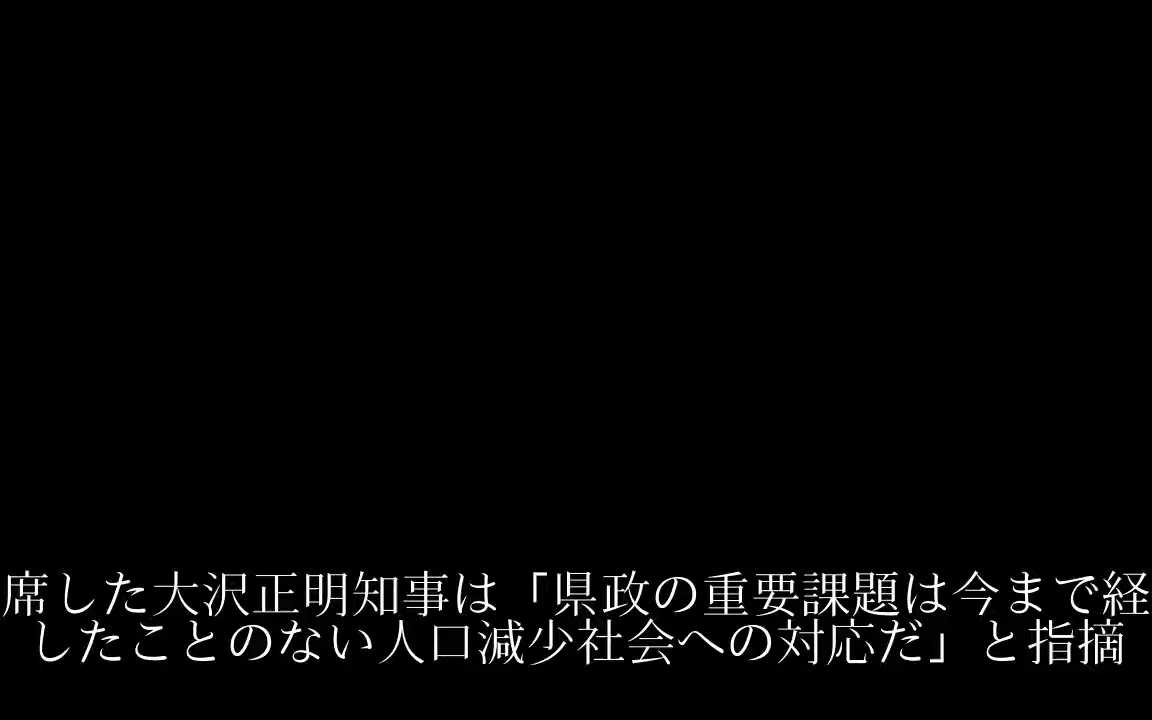 席した大沢正明知事は「県政の重要課題は今まで経
したことのない人口減少社会への対応だ」と指摘